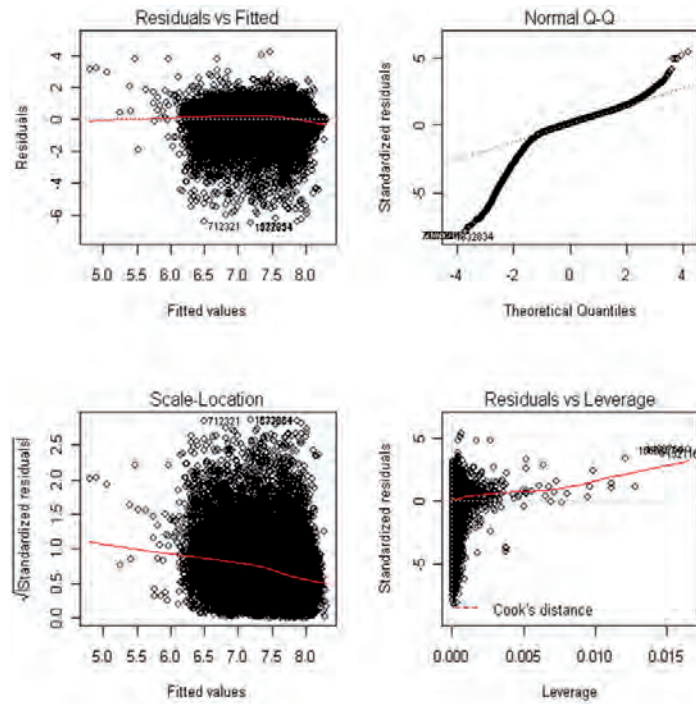 Residuals vs Fitted
Residuals
4
2
0
-2
-4
-6
712321
5.0 5.5 6.0 6.5 7.0 7.5 8.0
Fitted values
Normal Q-Q
Standardized residuals
5
0
-5
-4 -2 0 2 4
Theoretical Quantiles
Scale-Location
√|Standardized residuals|
2.5
2.0
1.5
1.0
0.5
0.0
712321
5.0 5.5 6.0 6.5 7.0 7.5 8.0
Fitted values
Residuals vs Leverage
Standardized residuals
5
0
-5
Cook's distance
0.000 0.005 0.010 0.015
Leverage